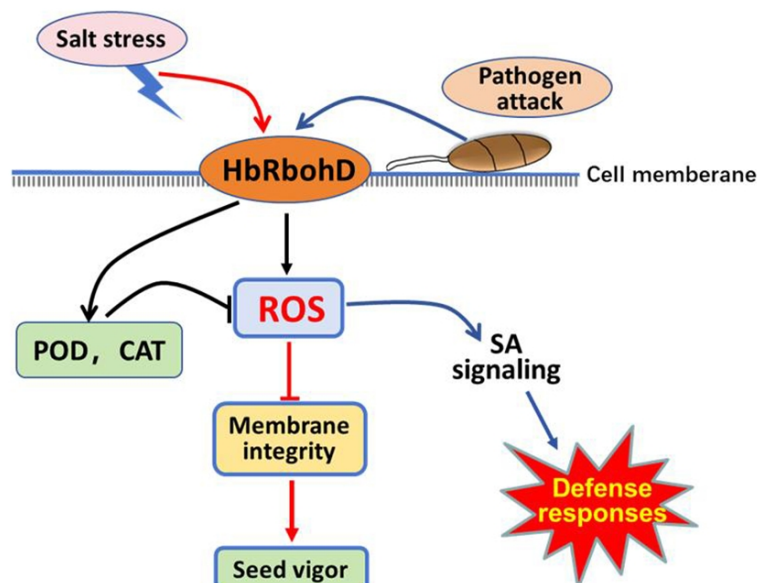 Salt stress
Pathogen
attack
HbRbohD
Cell memberane
ROS
POD, CAT
SA
signaling
Membrane
integrity
Defense
responses
Seed vigor